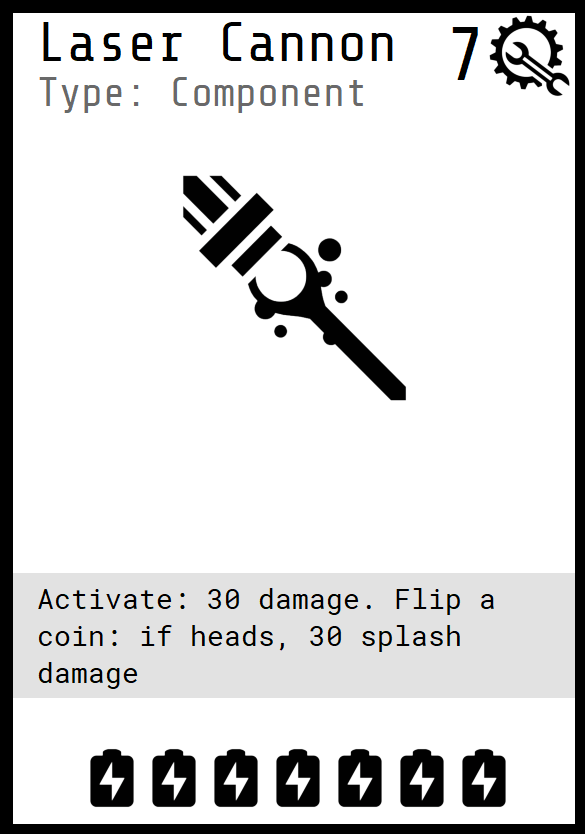 Laser Cannon 7
Type: Component
Activate: 30 damage. Flip a
coin: if heads, 30 splash
damage